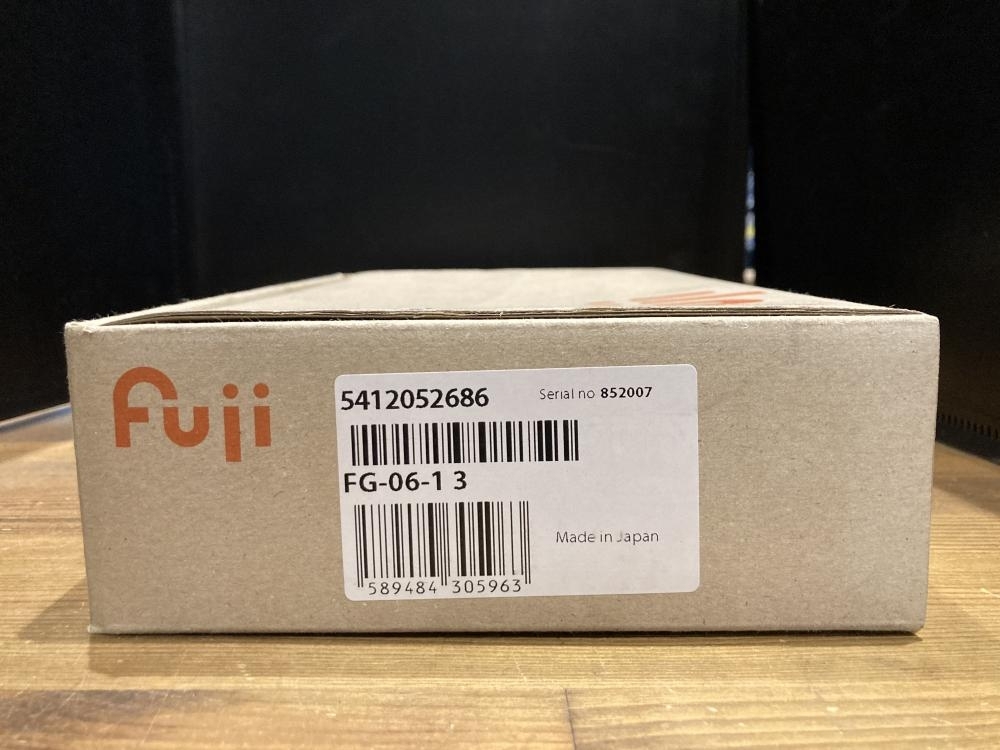 Fuji
5412052686
Serial no 852007
FG-06-1 3
Made in Japan
589484 305963